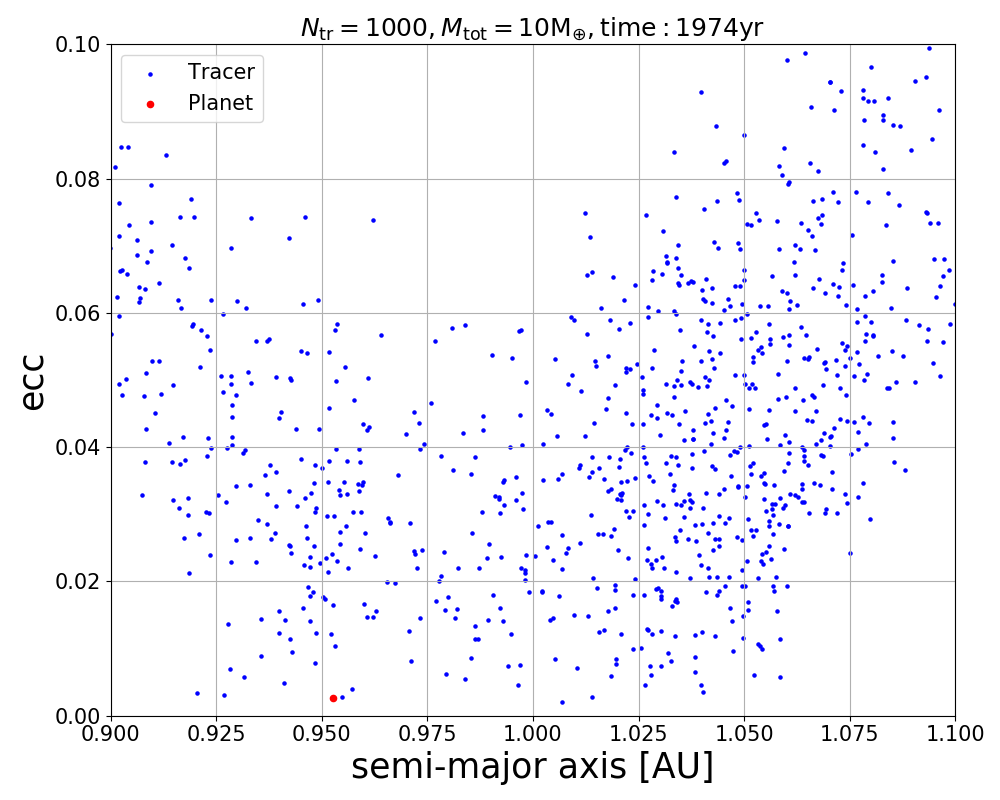 N_tr = 1000, M_tot = 10M_⊕, time : 1974yr
Tracer
Planet
ecc
0.10
0.08
0.06
0.04
0.02
0.00
0.900 0.925 0.950 0.975 1.000 1.025 1.050 1.075 1.100
semi-major axis [AU]